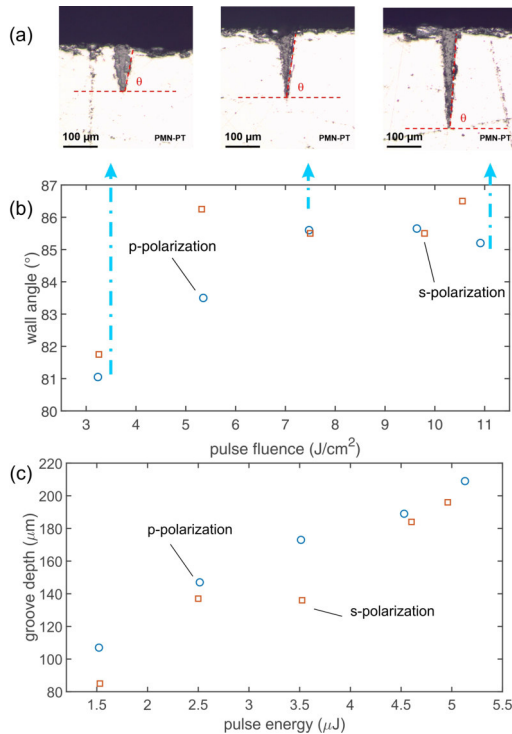 (a)
θ
100 μm
PMN-PT
θ
100 μm
PMN-PT
θ
100 μm
PMN-PT
(b)
87
86
85
84
83
82
81
80
wall angle (°)
p-polarization
s-polarization
3 4 5 6 7 8 9 10 11
pulse fluence (J/cm²)
(c)
220
200
180
160
140
120
100
80
groove depth (μm)
p-polarization
s-polarization
1.5 2 2.5 3 3.5 4 4.5 5 5.5
pulse energy (μJ)